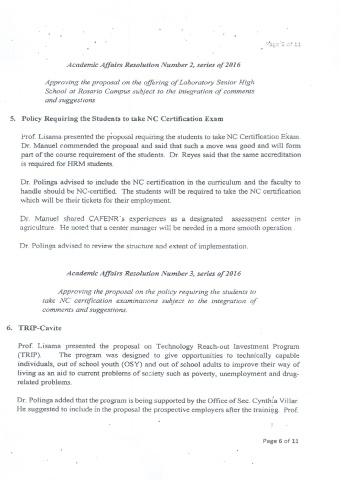 Page 5 of 11
Academic Affairs Resolution Number 2, series of 2016
Approving the proposal on the offering of Laboratory Senior High
School at Rosario Campus subject to the integration of comments
and suggestions
5. Policy Requiring the Students to take NC Certification Exam
Prof. Lisama presented the proposal requiring the students to take NC Certification Exam.
Dr. Manuel commended the proposal and said that such a move was good and will form
part of the course requirement of the students. Dr. Reyes said that the same accreditation
is required for HRM students.
Dr. Polinga advised to include the NC certification in the curriculum and the faculty to
handle should be NC-certified. The students will be required to take the NC certification
which will be their tickets for their employment.
Dr. Manuel shared CAFENR's experiences as a designated assessment center in
agriculture. He noted that a center manager will be needed in a more smooth operation.
Dr. Polinga advised to review the structure and extent of implementation.
Academic Affairs Resolution Number 3, series of 2016
Approving the proposal on the policy requiring the students to
take NC certification examinations subject to the integration of
comments and suggestions.
6. TRIP-Cavite
Prof. Lisama presented the proposal on Technology Reach-out Investment Program
(TRIP). The program was designed to give opportunities to technically capable
individuals, out of school youth (OSY) and out of school adults to improve their way of
living as an aid to current problems of society such as poverty, unemployment and drug-
related problems.
Dr. Polinga added that the program is being supported by the Office of Sec. Cynthia Villar.
He suggested to include in the proposal the prospective employers after the training. Prof.
Page 6 of 11